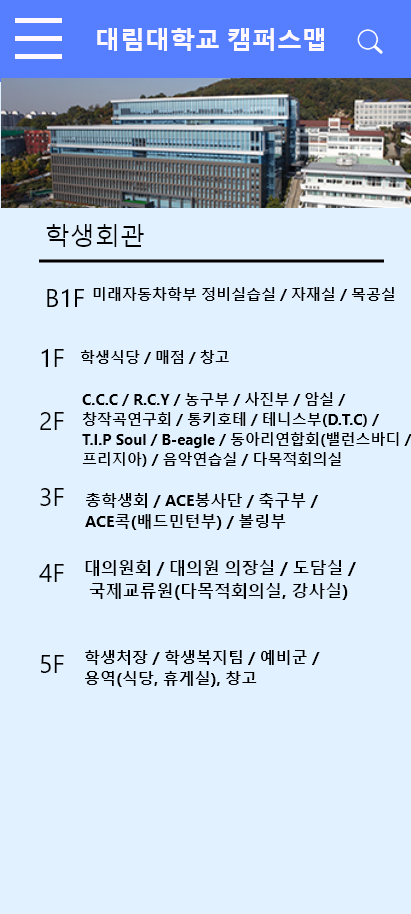 대림대학교 캠퍼스맵
학생회관
B1F 미래자동차학부 정비실습실 / 자재실 / 목공실
1F 학생식당 / 매점 / 창고
C.C.C / R.C.Y / 농구부 / 사진부 / 암실 /
2F 창작곡연구회 / 통키호테 / 테니스부(D.T.C) /
T.I.P Soul / B-eagle / 동아리연합회(밸런스바디 /
프리지아) / 음악연습실 / 다목적회의실
3F 총학생회 / ACE봉사단 / 축구부 /
ACE콕(배드민턴부) / 볼링부
4F 대의원회 / 대의원 의장실 / 도담실 /
국제교류원(다목적회의실, 강사실)
5F 학생처장 / 학생복지팀 / 예비군 /
용역(식당, 휴게실), 창고